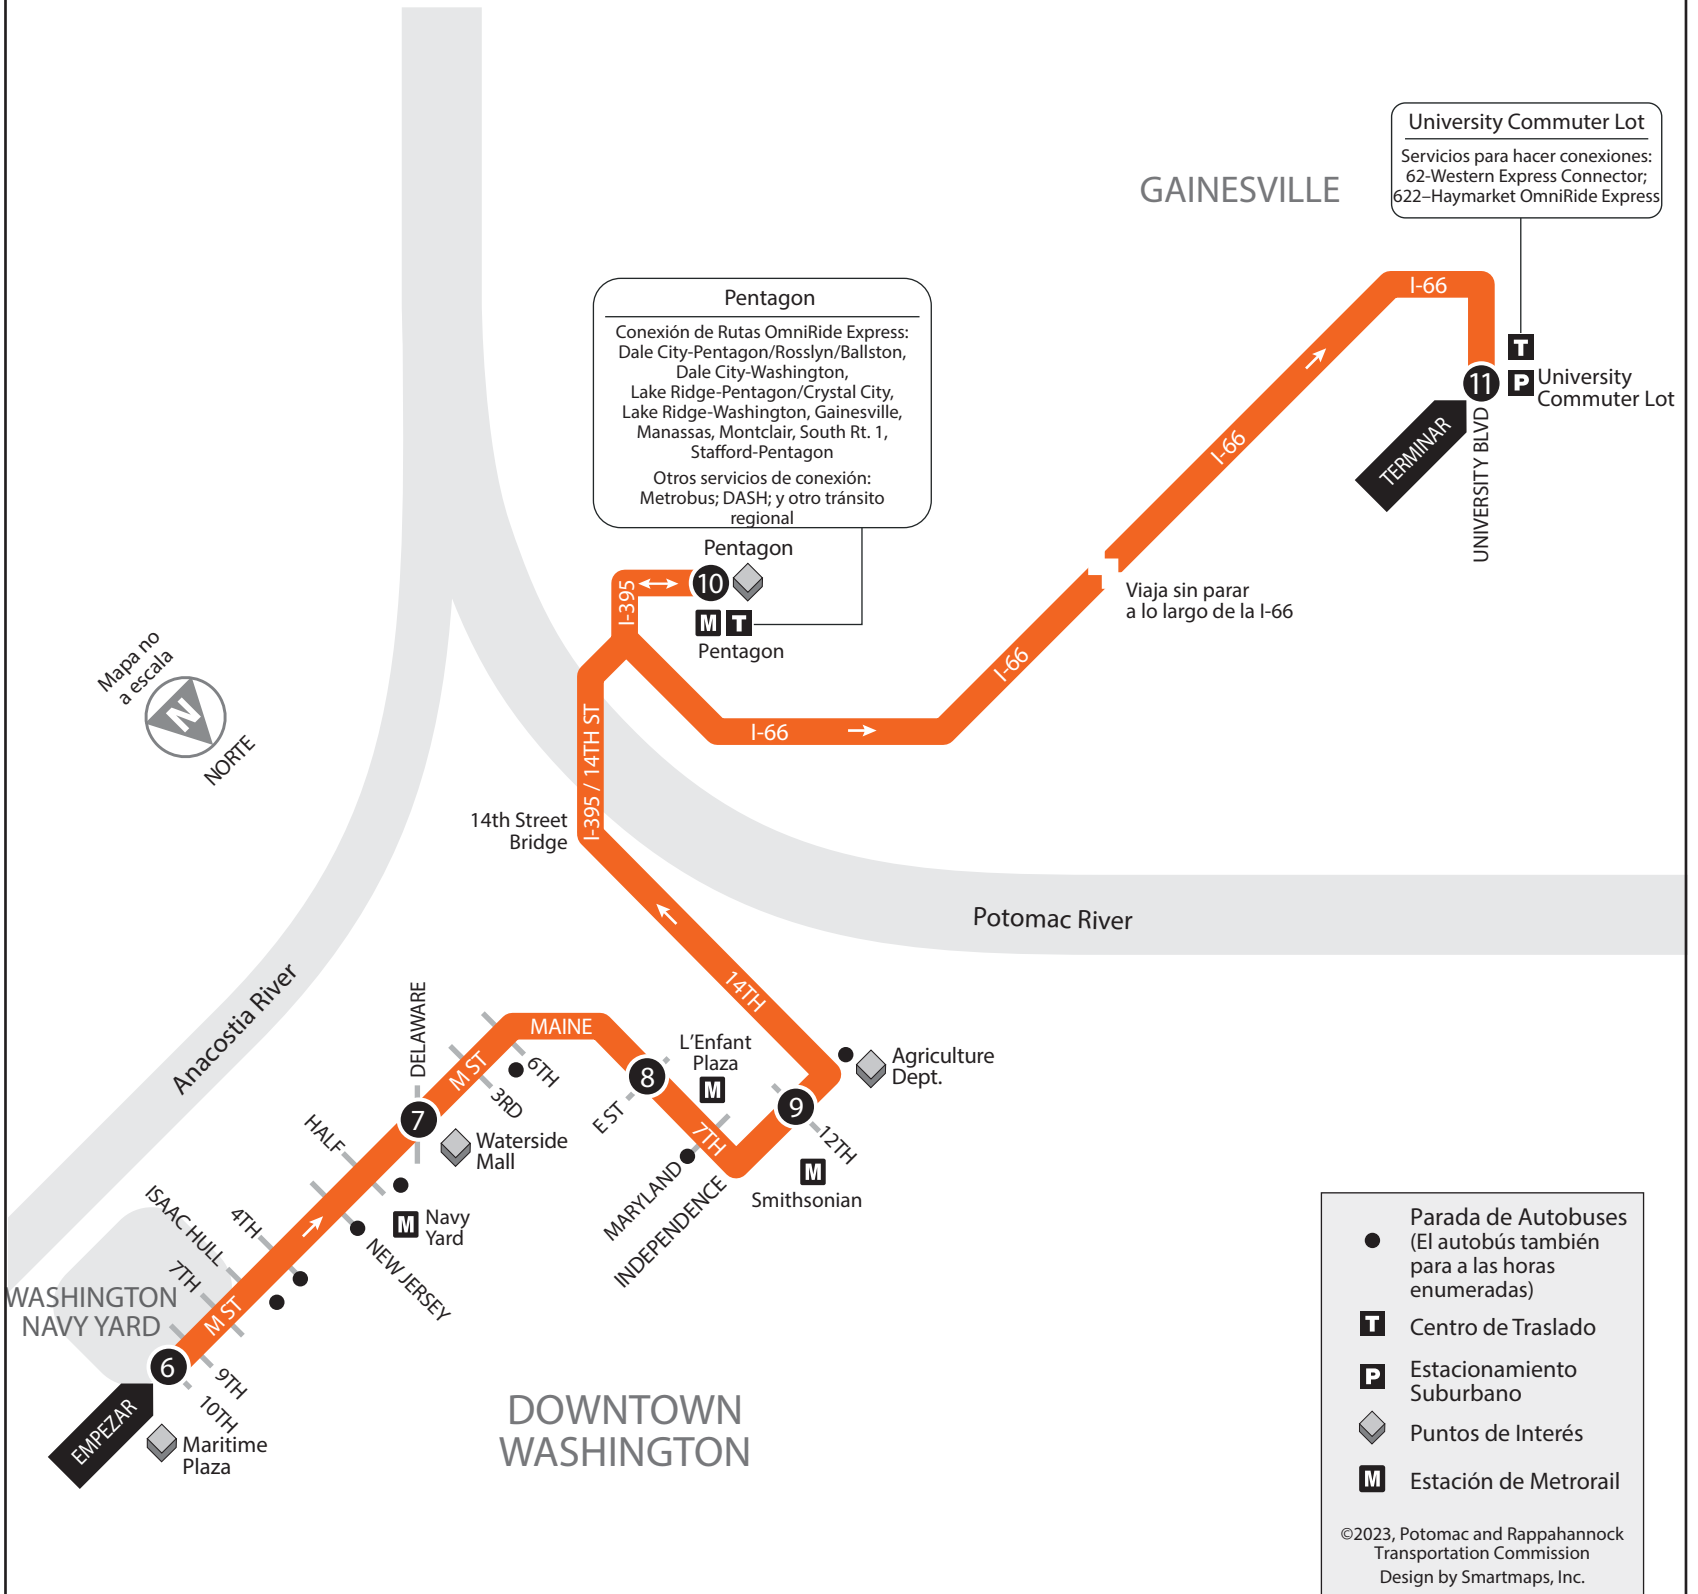 University Commuter Lot
Servicios para hacer conexiones:
62-Western Express Connector;
622–Haymarket OmniRide Express
GAINESVILLE
Pentagon
Conexión de Rutas OmniRide Express:
Dale City-Pentagon/Rosslyn/Ballston,
Dale City-Washington,
Lake Ridge-Pentagon/Crystal City,
Lake Ridge-Washington, Gainesville,
Manassas, Montclair, South Rt. 1,
Stafford-Pentagon
Otros servicios de conexión:
Metrobus; DASH; y otro tránsito
regional
I-66
T
11
P
University
Commuter Lot
TERMINAR
UNIVERSITY BLVD
I-66
Pentagon
I-395
10
M
T
Pentagon
Viaja sin parar
a lo largo de la I-66
I-66
I-66
Mapa no
a escala
N
NORTE
I-395 / 14TH ST
14th Street
Bridge
Potomac River
Anacostia River
14TH
DELAWARE
MAINE
M ST
6TH
3RD
L'Enfant
Plaza
M
8
E ST
Agriculture
Dept.
9
12TH
7TH
MARYLAND
INDEPENDENCE
M
Smithsonian
7
Waterside
Mall
HALF
M
Navy
Yard
NEW JERSEY
4TH
ISAAC HULL
7TH
M ST
WASHINGTON
NAVY YARD
6
9TH
10TH
EMPEZAR
Maritime
Plaza
DOWNTOWN
WASHINGTON
Parada de Autobuses
(El autobús también
para a las horas
enumeradas)
T
Centro de Traslado
P
Estacionamiento
Suburbano
Puntos de Interés
M
Estación de Metrorail
©2023, Potomac and Rappahannock
Transportation Commission
Design by Smartmaps, Inc.